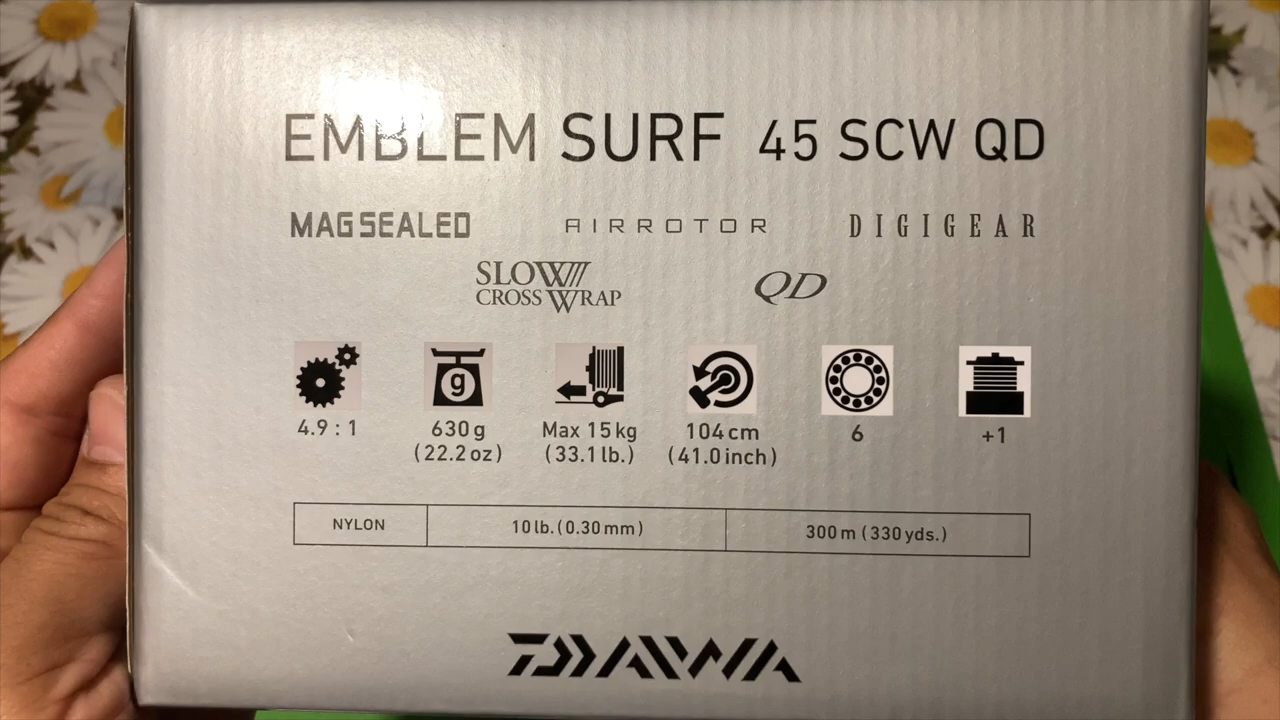 EMBLEM SURF 45 SCW QD
MAGSEALED AIRROTOR DIGIGEAR
SLOW CROSS WRAP QD
g
4.9 : 1 630 g Max 15 kg 104 cm 6 +1
(22.2 oz) (33.1 lb.) (41.0 inch)
NYLON 10 lb. (0.30 mm) 300 m (330 yds.)
DAIWA